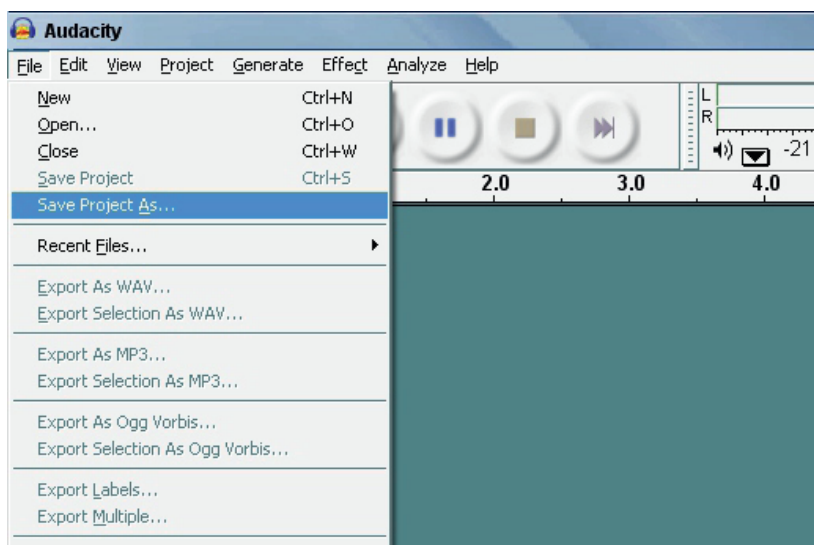 Audacity
File Edit View Project Generate Effect Analyze Help
New Ctrl+N
Open... Ctrl+O
Close Ctrl+W
Save Project Ctrl+S
Save Project As...
Recent Files...
Export As WAV...
Export Selection As WAV...
Export As MP3...
Export Selection As MP3...
Export As Ogg Vorbis...
Export Selection As Ogg Vorbis...
Export Labels...
Export Multiple...
L
R
-21
2.0 3.0 4.0